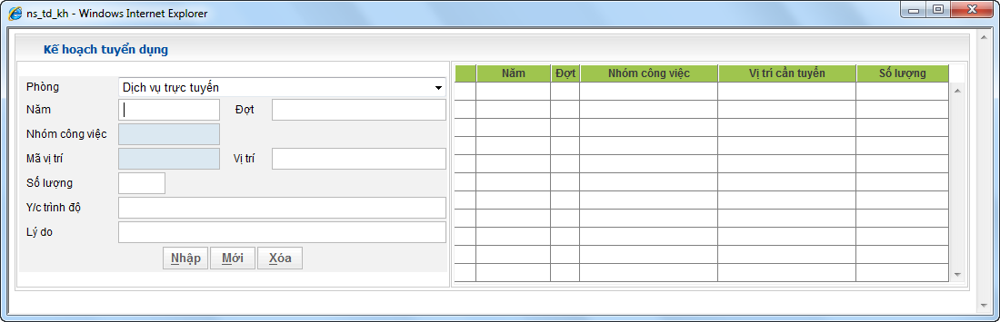 ns_td_kh - Windows Internet Explorer
Kế hoạch tuyển dụng
Phòng Dịch vụ trực tuyến
Năm Đợt
Nhóm công việc
Mã vị trí Vị trí
Số lượng
Y/c trình độ
Lý do
Nhập Mới Xóa
Năm Đợt Nhóm công việc Vị trí cần tuyển Số lượng